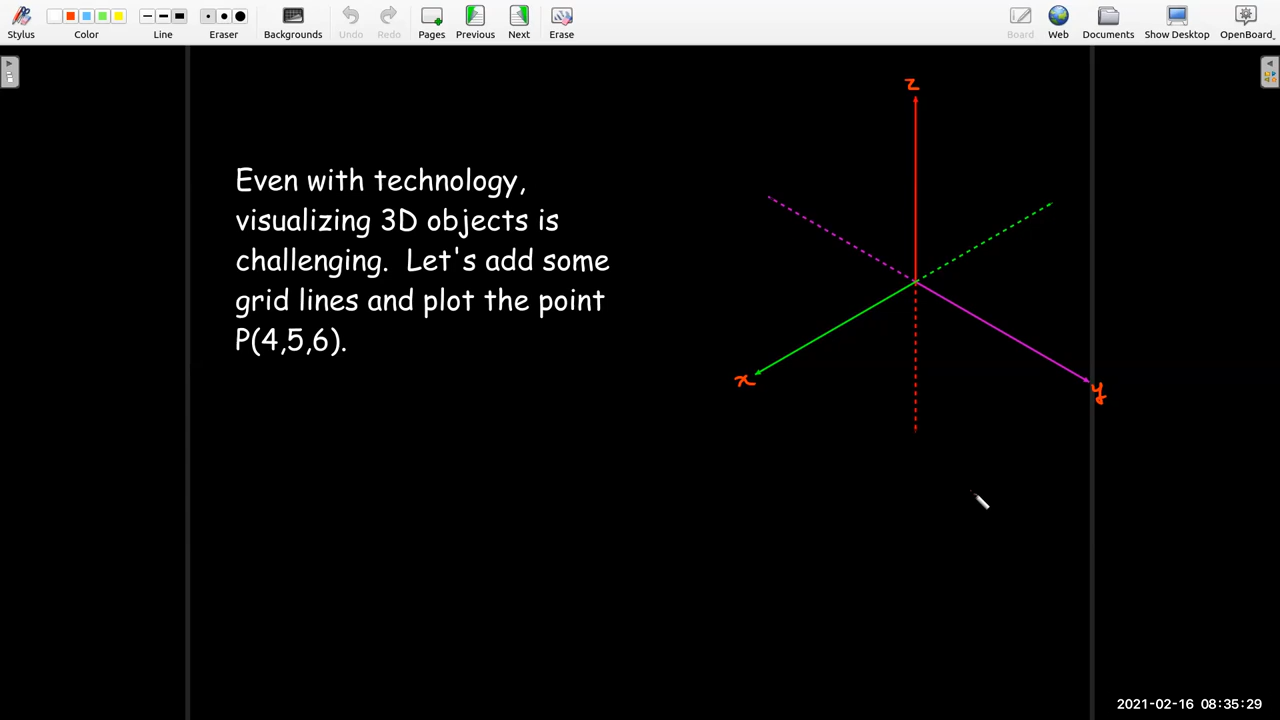 Stylus
Color
Line
Eraser
Backgrounds
Undo
Redo
Pages
Previous
Next
Erase
Board
Web
Documents
Show Desktop
OpenBoard
z
Even with technology,
visualizing 3D objects is
challenging. Let's add some
grid lines and plot the point
P(4,5,6).
x
y
2021-02-16 08:35:29